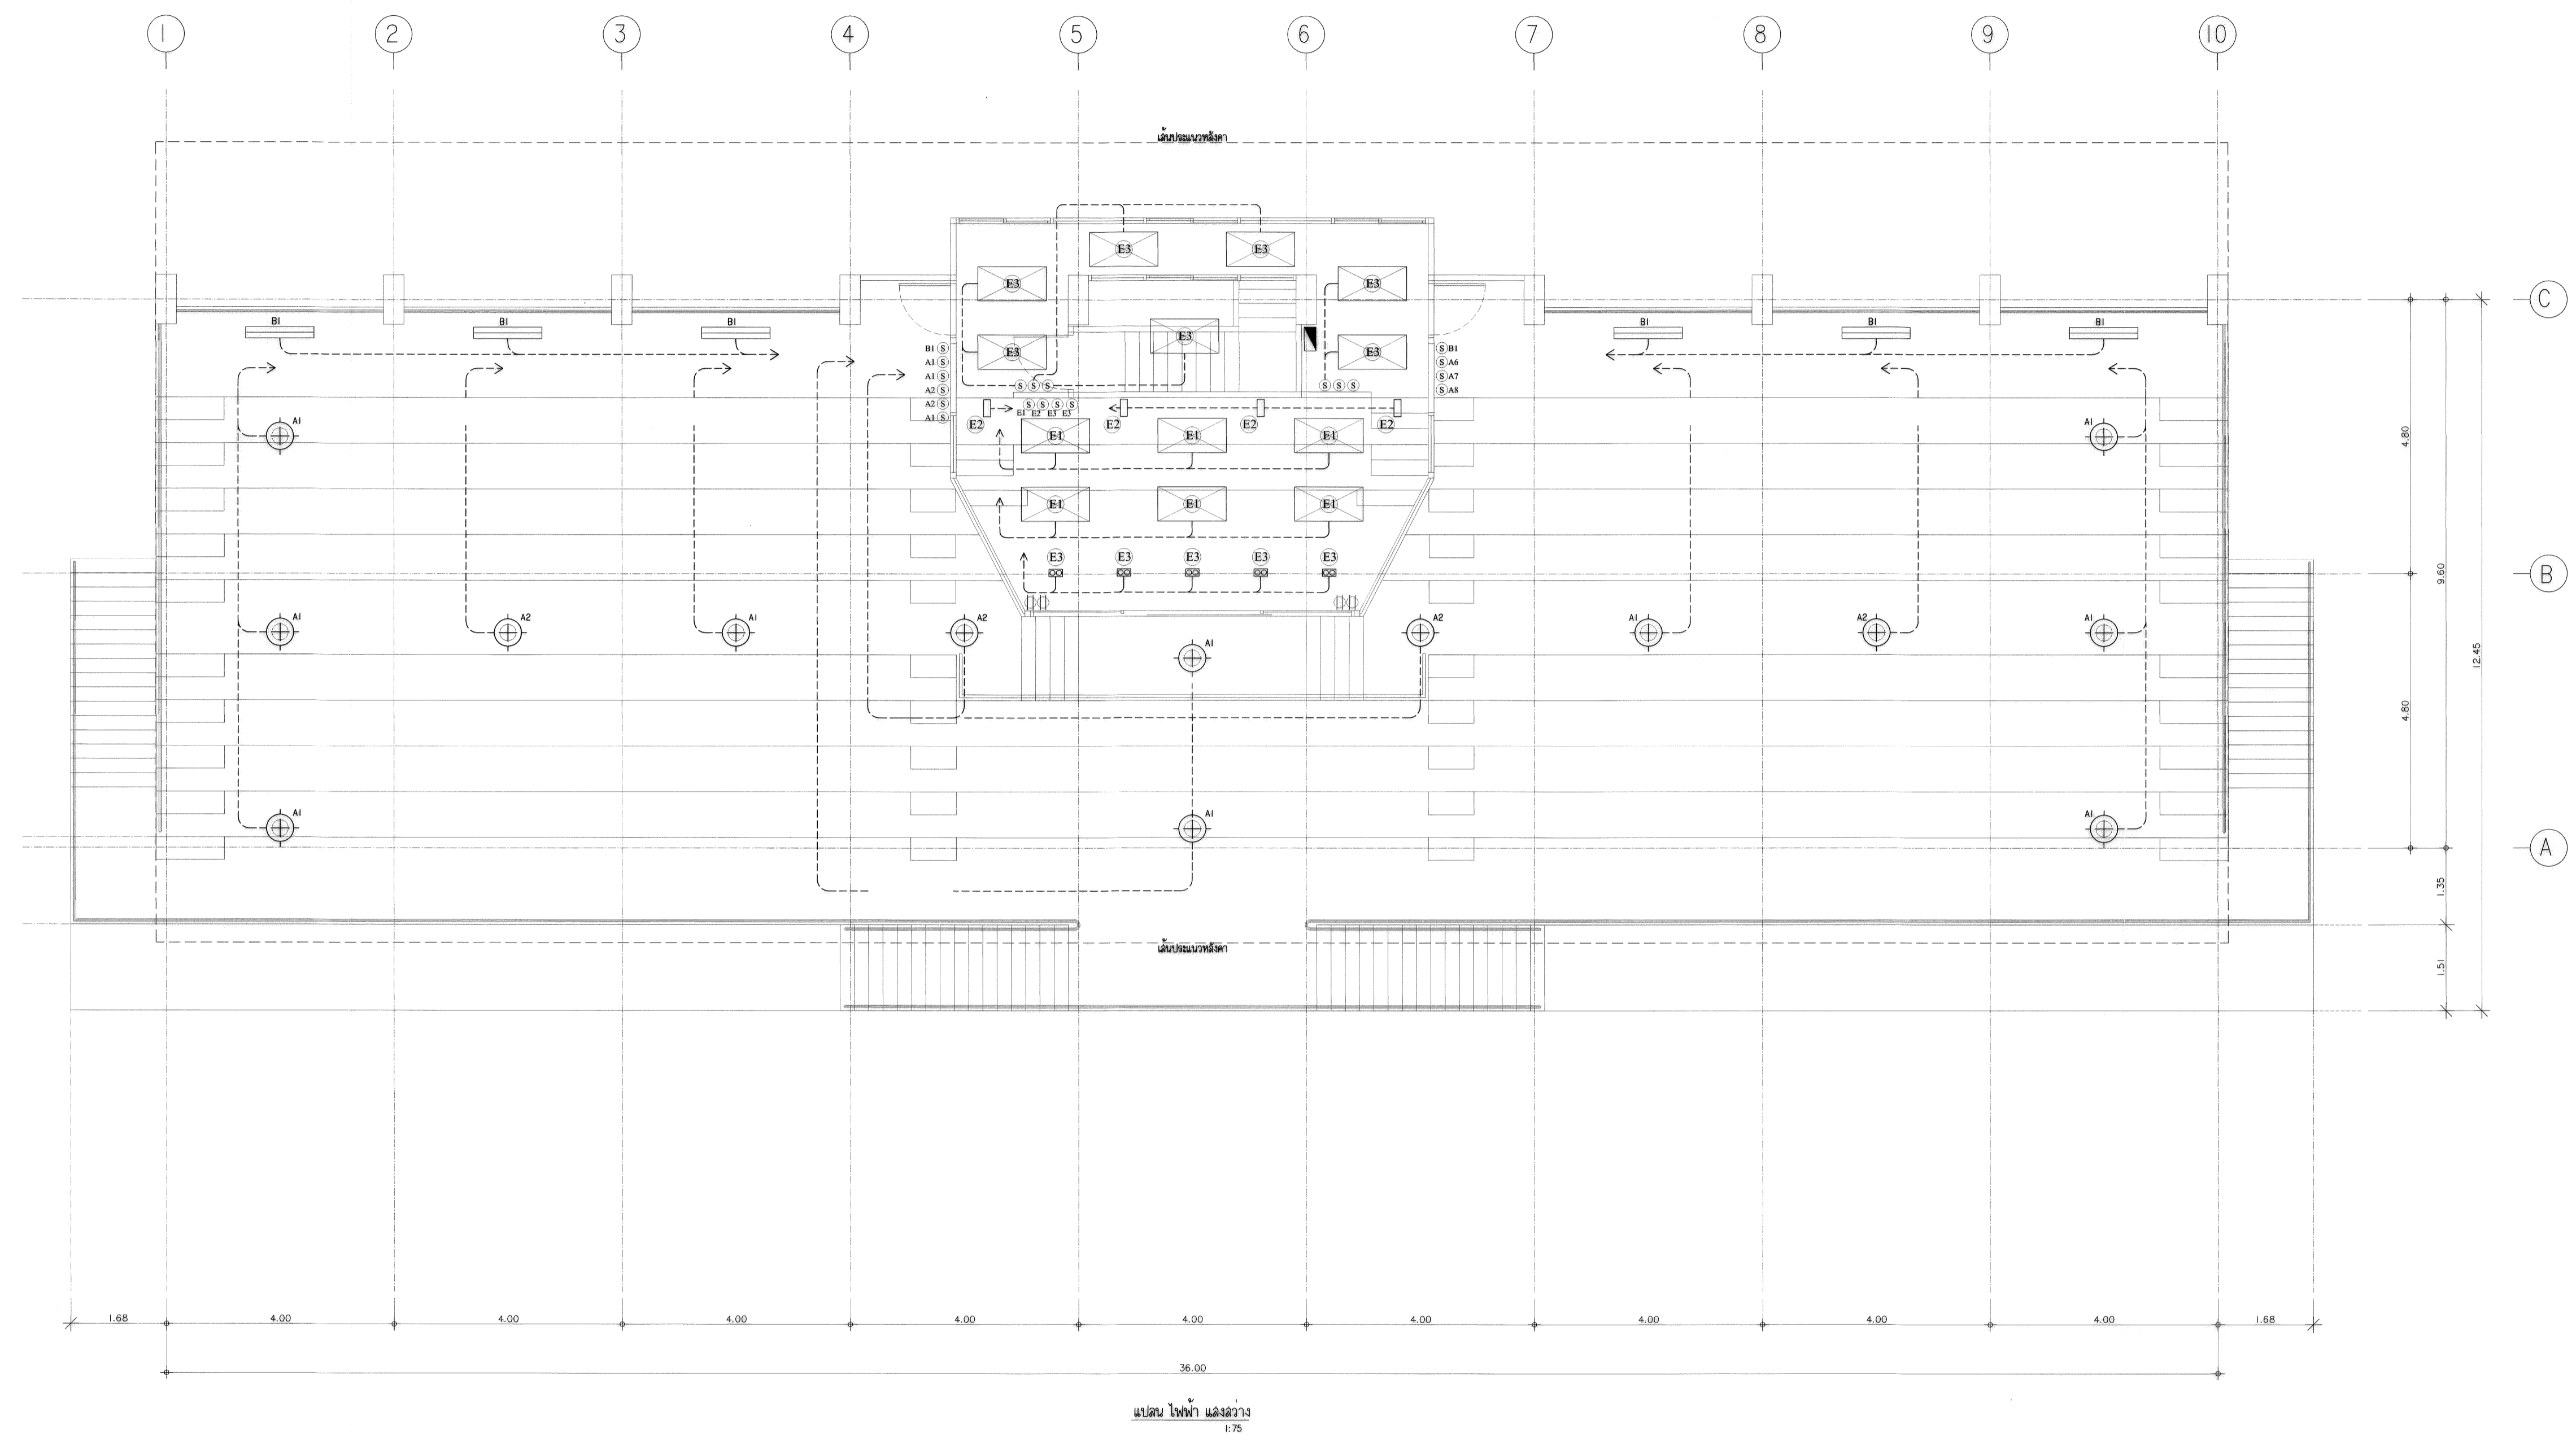 1 2 3 4 5 6 7 8 9 10
เส้นประแนวหลังคา
E3 E3
E3 E3
C
B1 B1 B1 B1 B1 B1
E3
E3 E3
B1 S S B1
A1 S S A6
A1 S S A7
S S S S S S
A2 S S A8
A2 S S S S S
E1 E2 E3 E3
A1 S
E2 E2 E2 E2
A1 A1
E1 E1 E1
4.80
E1 E1 E1
E3 E3 E3 E3 E3
9.60
B
A1 A2 A1 A2 A2 A1 A2 A1
A1
12.45
4.80
A1 A1 A1
A
1.35
เส้นประแนวหลังคา
1.51
1.68 4.00 4.00 4.00 4.00 4.00 4.00 4.00 4.00 4.00 1.68
36.00
แปลน ไฟฟ้า แสงสว่าง
1:75